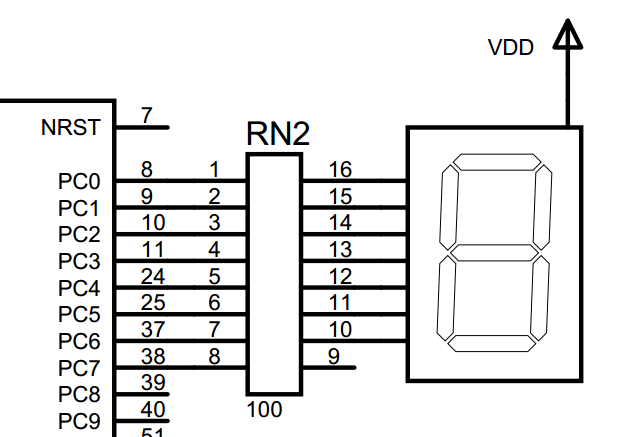 VDD
7
NRST
RN2
PC0 8 1 16
PC1 9 2 15
PC2 10 3 14
PC3 11 4 13
PC4 24 5 12
PC5 25 6 11
PC6 37 7 10
PC7 38 8 9
PC8 39
PC9 40
100
51